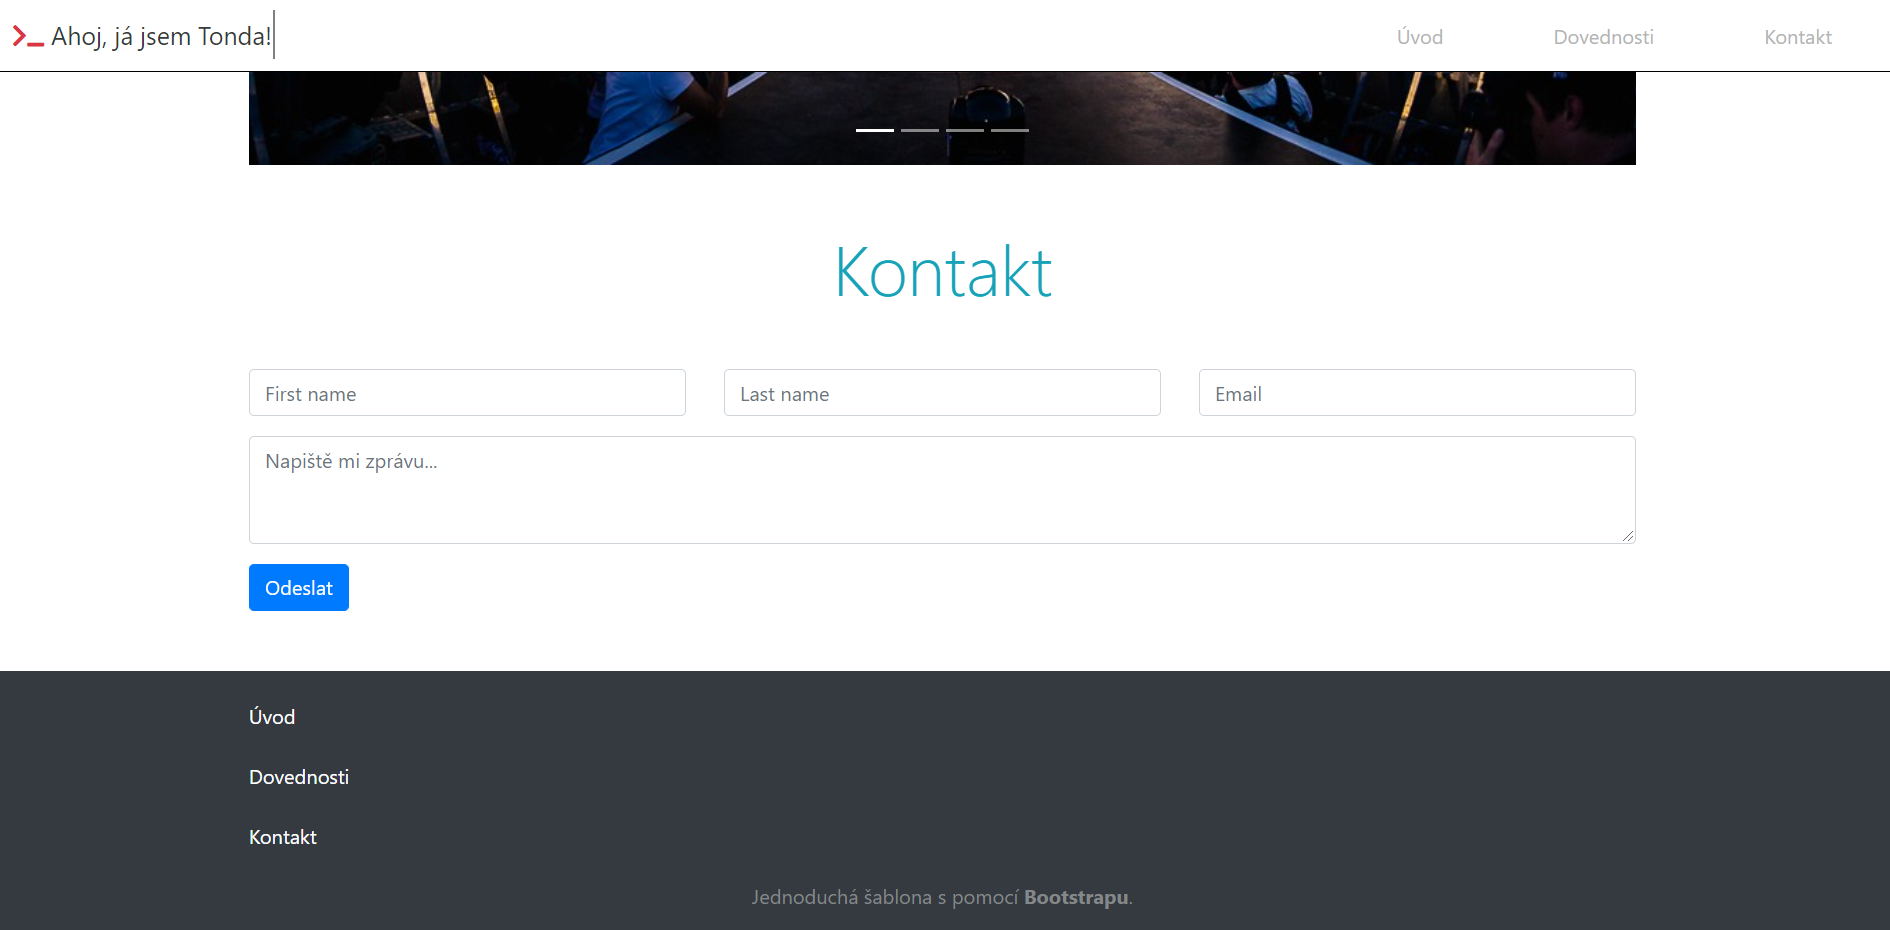 Ahoj, já jsem Tonda!
Úvod Dovednosti Kontakt
Kontakt
First name Last name Email
Napiště mi zprávu...
Odeslat
Úvod
Dovednosti
Kontakt
Jednoduchá šablona s pomocí Bootstrapu.